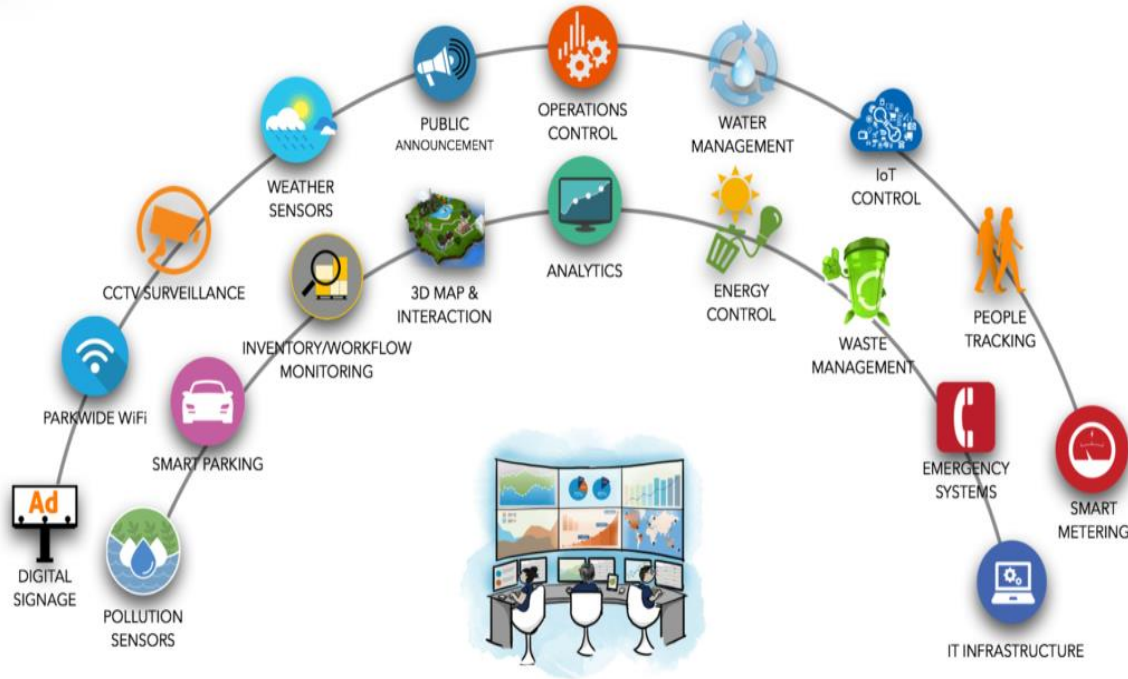 DIGITAL
SIGNAGE
PARKWIDE WiFi
CCTV SURVEILLANCE
WEATHER
SENSORS
PUBLIC
ANNOUNCEMENT
OPERATIONS
CONTROL
WATER
MANAGEMENT
IoT
CONTROL
PEOPLE
TRACKING
SMART
METERING
Ad
POLLUTION
SENSORS
SMART PARKING
INVENTORY/WORKFLOW
MONITORING
3D MAP &
INTERACTION
ANALYTICS
ENERGY
CONTROL
WASTE
MANAGEMENT
EMERGENCY
SYSTEMS
IT INFRASTRUCTURE